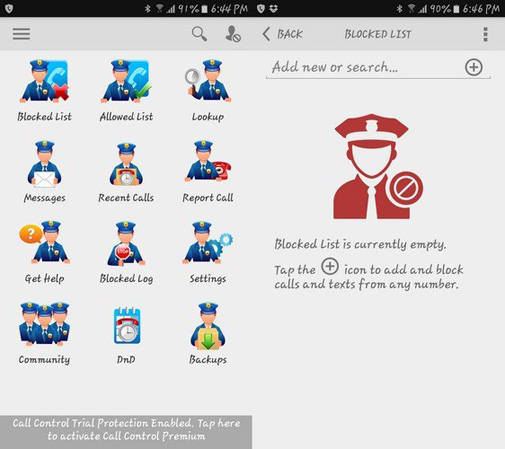 91% 6:44 PM
90% 6:46 PM
Blocked List
Allowed List
Lookup
Messages
Recent Calls
Report Call
Get Help
Blocked Log
Settings
Community
DnD
Backups
Call Control Trial Protection Enabled. Tap here
to activate Call Control Premium
BACK
BLOCKED LIST
Add new or search...
Blocked List is currently empty.
Tap the icon to add and block
calls and texts from any number.